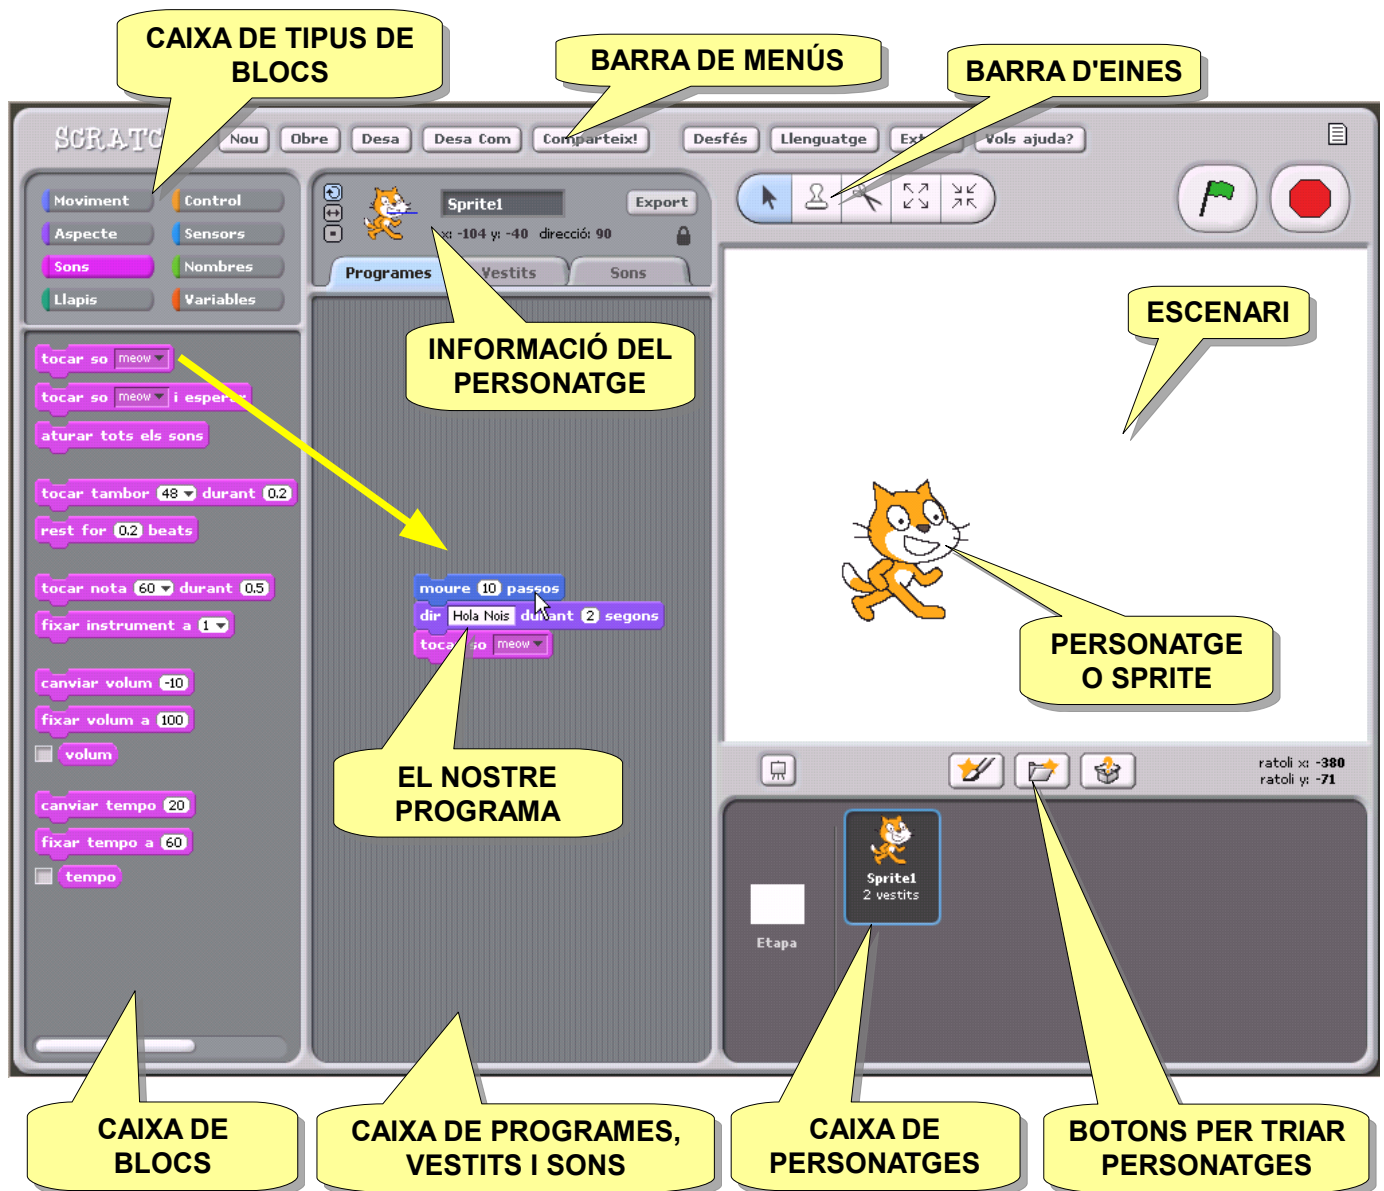 CAIXA DE TIPUS DE
BLOCS
BARRA DE MENÚS
BARRA D'EINES
Nou
Obre
Desa
Desa Com
Comparteix!
Desfés
Llenguatge
Vols ajuda?
Moviment
Control
Aspecte
Sensors
Sons
Nombres
Llapis
Variables
Sprite1
Export
x: -104 y: -40 direcció: 90
Programes
Vestits
Sons
ESCENARI
INFORMACIÓ DEL
PERSONATGE
tocar so meow
tocar so meow i esperar
aturar tots els sons
tocar tambor 48 durant 0.2
rest for 0.2 beats
tocar nota 60 durant 0.5
fixar instrument a 1
canviar volum -10
fixar volum a 100
volum
canviar tempo 20
fixar tempo a 60
tempo
moure 10 passos
dir Hola Nois durant 2 segons
tocar so meow
EL NOSTRE
PROGRAMA
PERSONATGE
O SPRITE
ratoli x: -380
ratoli y: -71
Sprite1
2 vestits
Etapa
CAIXA DE
BLOCS
CAIXA DE PROGRAMES,
VESTITS I SONS
CAIXA DE
PERSONATGES
BOTONS PER TRIAR
PERSONATGES